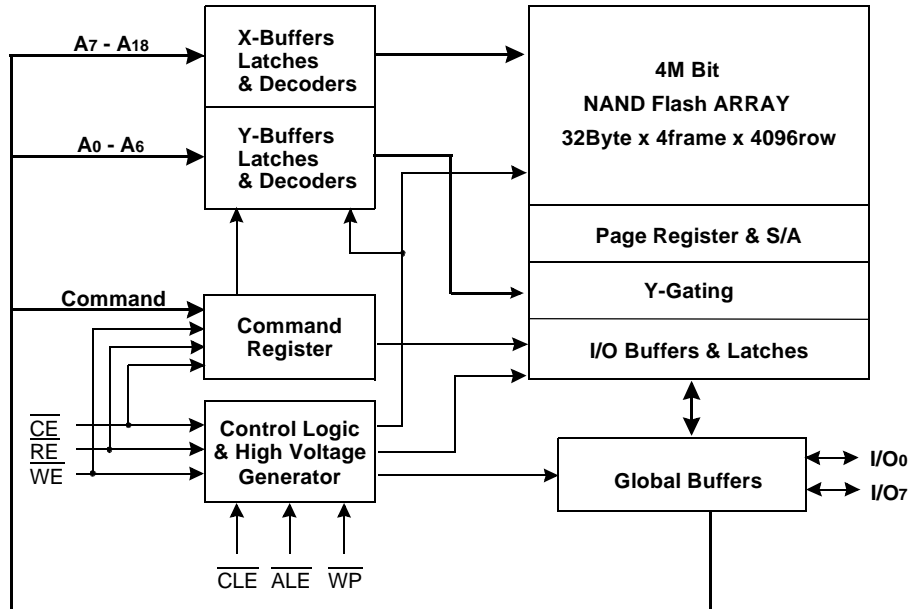 A7 - A18
X-Buffers
Latches
& Decoders
4M Bit
NAND Flash ARRAY
32Byte x 4frame x 4096row
A0 - A6
Y-Buffers
Latches
& Decoders
Page Register & S/A
Y-Gating
Command
Command
Register
I/O Buffers & Latches
CE
RE
WE
Control Logic
& High Voltage
Generator
Global Buffers
I/O0
I/O7
CLE
ALE
WP